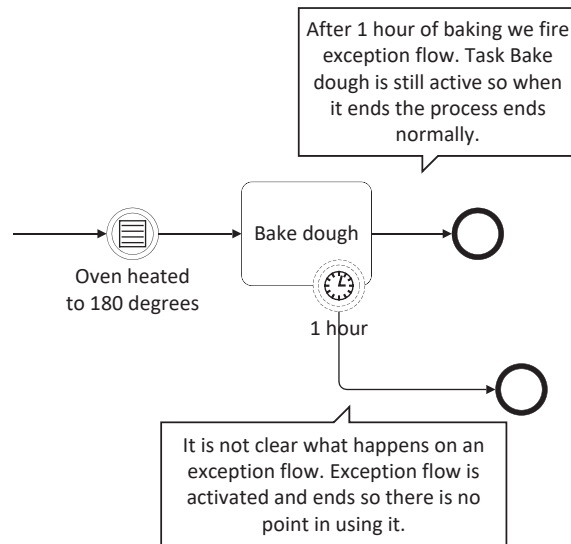 After 1 hour of baking we fire
exception flow. Task Bake
dough is still active so when
it ends the process ends
normally.
Bake dough
Oven heated
to 180 degrees
1 hour
It is not clear what happens on an
exception flow. Exception flow is
activated and ends so there is no
point in using it.